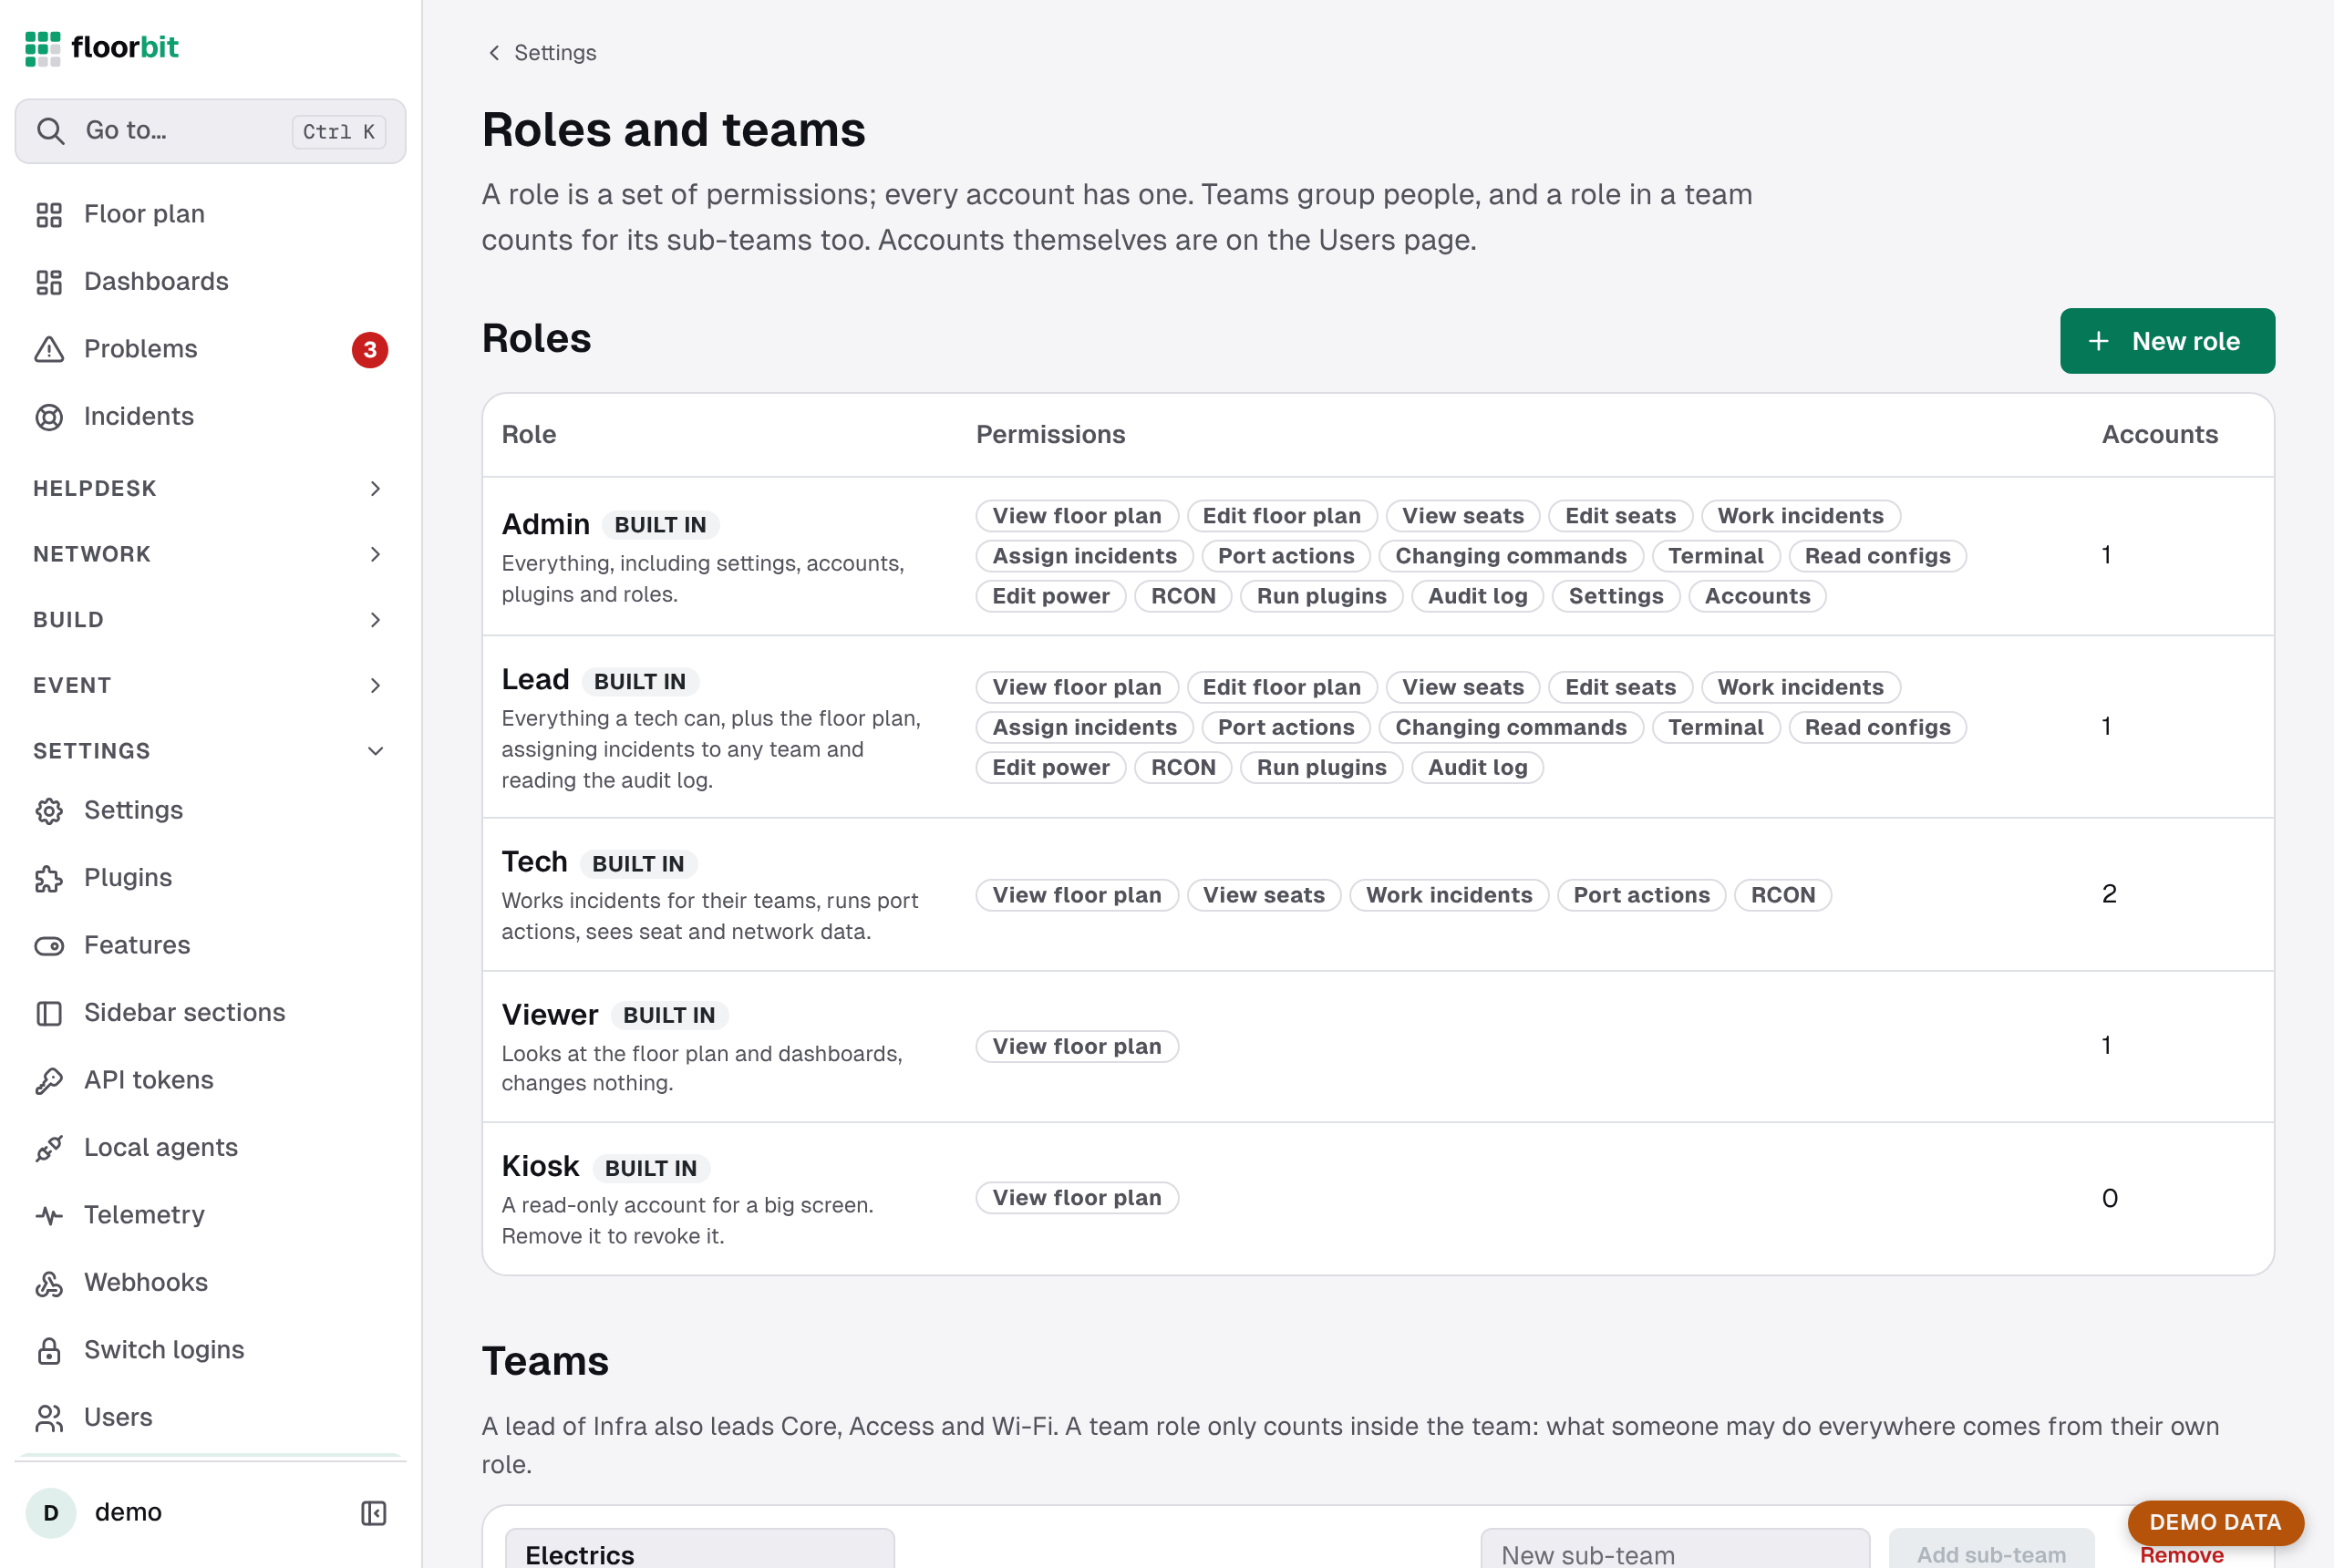 floorbit
Go to...
Ctrl K
Floor plan
Dashboards
Problems
3
Incidents
HELPDESK
NETWORK
BUILD
EVENT
SETTINGS
Settings
Plugins
Features
Sidebar sections
API tokens
Local agents
Telemetry
Webhooks
Switch logins
Users
D
demo
Settings
Roles and teams
A role is a set of permissions; every account has one. Teams group people, and a role in a team
counts for its sub-teams too. Accounts themselves are on the Users page.
Roles
New role
Role Permissions Accounts
Admin BUILT IN
Everything, including settings, accounts,
plugins and roles.
View floor plan Edit floor plan View seats Edit seats Work incidents
Assign incidents Port actions Changing commands Terminal Read configs
Edit power RCON Run plugins Audit log Settings Accounts
1
Lead BUILT IN
Everything a tech can, plus the floor plan,
assigning incidents to any team and
reading the audit log.
View floor plan Edit floor plan View seats Edit seats Work incidents
Assign incidents Port actions Changing commands Terminal Read configs
Edit power RCON Run plugins Audit log
1
Tech BUILT IN
Works incidents for their teams, runs port
actions, sees seat and network data.
View floor plan View seats Work incidents Port actions RCON
2
Viewer BUILT IN
Looks at the floor plan and dashboards,
changes nothing.
View floor plan
1
Kiosk BUILT IN
A read-only account for a big screen.
Remove it to revoke it.
View floor plan
0
Teams
A lead of Infra also leads Core, Access and Wi-Fi. A team role only counts inside the team: what someone may do everywhere comes from their own
role.
Electrics
New sub-team
Add sub-team
Remove
DEMO DATA